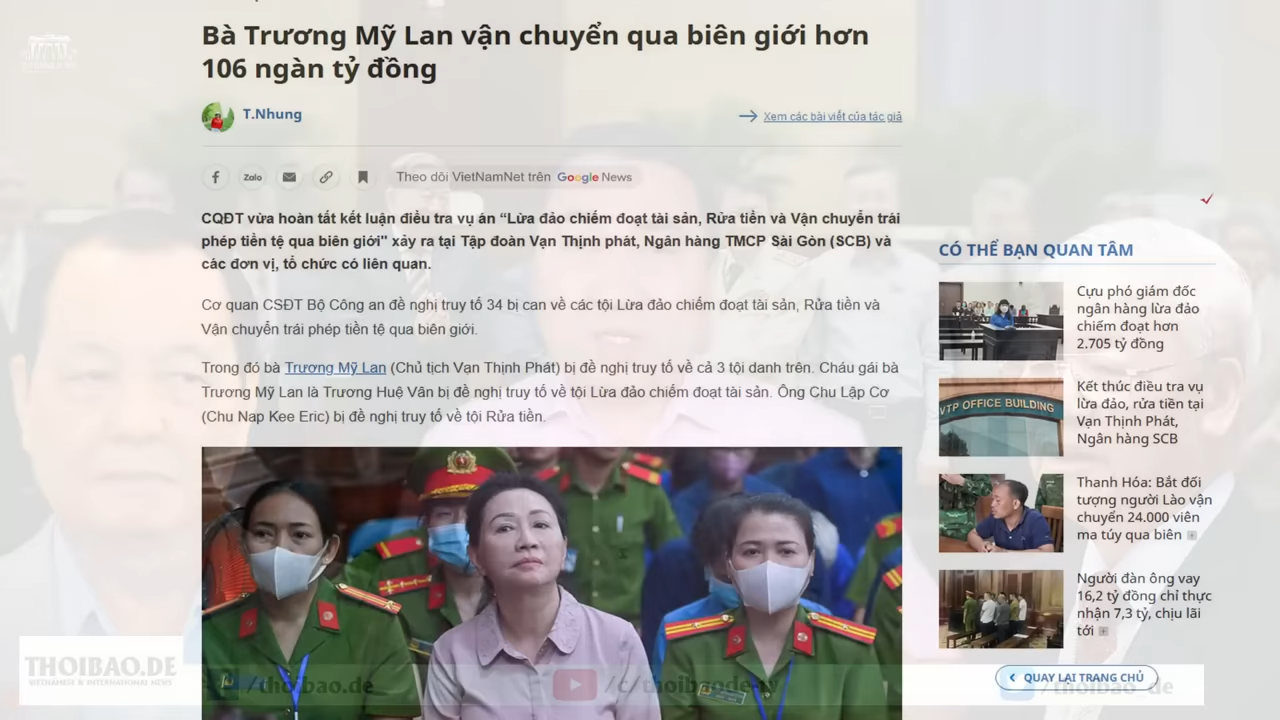 Bà Trương Mỹ Lan vận chuyển qua biên giới hơn
106 ngàn tỷ đồng
T.Nhung
Xem các bài viết của tác giả
Zalo
Theo dõi VietNamNet trên Google News
CQĐT vừa hoàn tất kết luận điều tra vụ án “Lừa đảo chiếm đoạt tài sản, Rửa tiền và Vận chuyển trái
phép tiền tệ qua biên giới" xảy ra tại Tập đoàn Vạn Thịnh phát, Ngân hàng TMCP Sài Gòn (SCB) và
các đơn vị, tổ chức có liên quan.
Cơ quan CSĐT Bộ Công an đề nghị truy tố 34 bị can về các tội Lừa đảo chiếm đoạt tài sản, Rửa tiền và
Vận chuyển trái phép tiền tệ qua biên giới.
Trong đó bà Trương Mỹ Lan (Chủ tịch Vạn Thịnh Phát) bị đề nghị truy tố về cả 3 tội danh trên. Cháu gái bà
Trương Mỹ Lan là Trương Huệ Vân bị đề nghị truy tố về tội Lừa đảo chiếm đoạt tài sản. Ông Chu Lập Cơ
(Chu Nap Kee Eric) bị đề nghị truy tố về tội Rửa tiền.
CÓ THỂ BẠN QUAN TÂM
Cựu phó giám đốc
ngân hàng lừa đảo
chiếm đoạt hơn
2.705 tỷ đồng
VTP OFFICE BUILDING
Kết thúc điều tra vụ
lừa đảo, rửa tiền tại
Vạn Thịnh Phát,
Ngân hàng SCB
Thanh Hóa: Bắt đối
tượng người Lào vận
chuyển 24.000 viên
ma túy qua biên
Người đàn ông vay
16,2 tỷ đồng chỉ thực
nhận 7,3 tỷ, chịu lãi
tới
QUAY LẠI TRANG CHỦ
THOIBAO.DE
VIETNAMESE & INTERNATIONAL NEWS
/thoibao.de
/c/thoibaode-tv